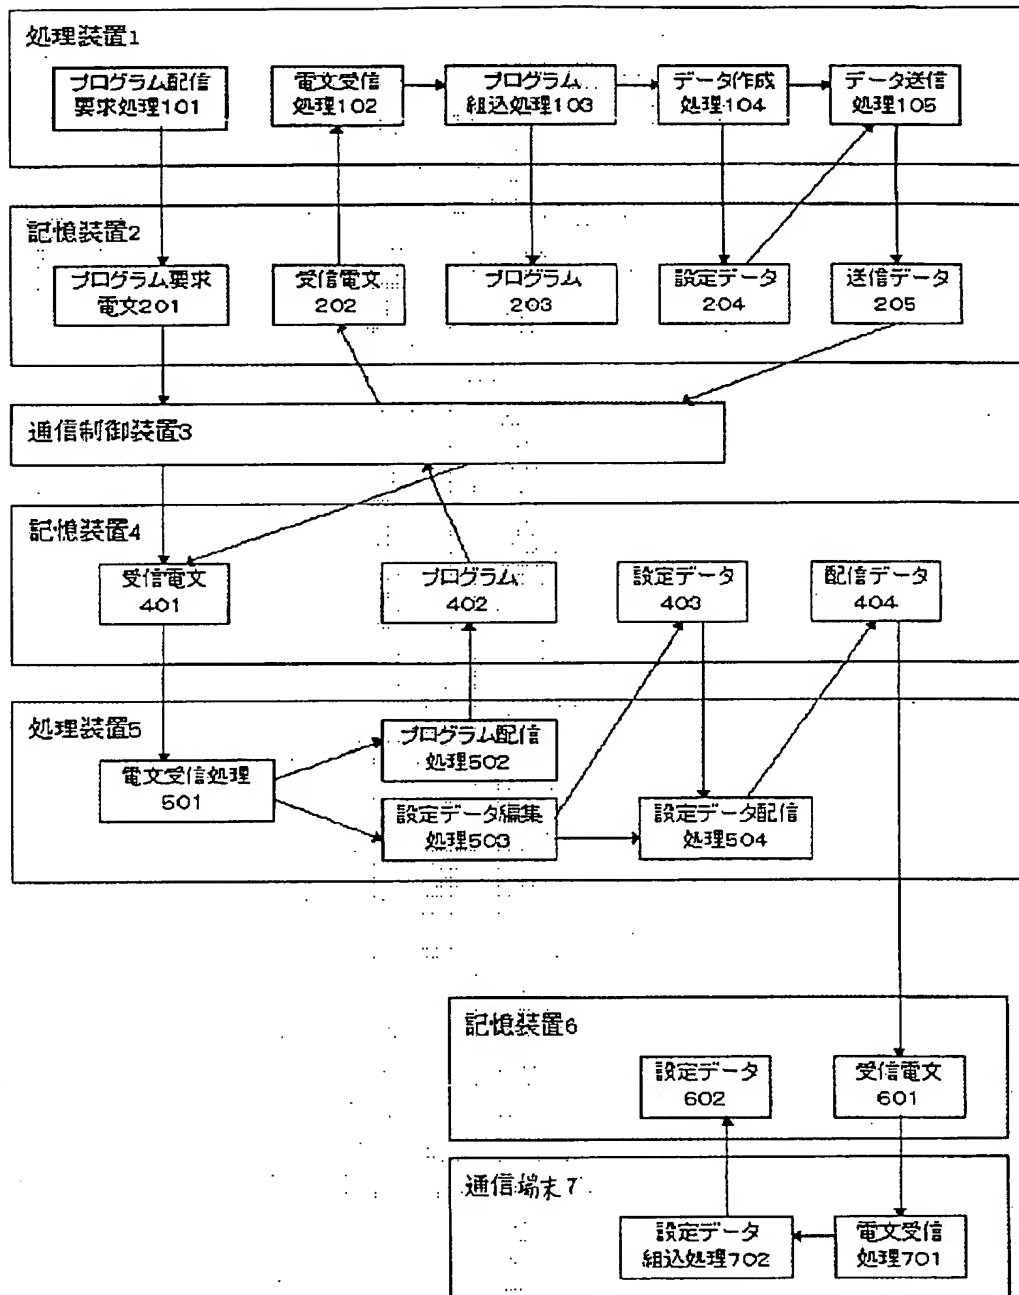 処理装置1
プログラム配信
要求処理101
電文受信
処理102
プログラム
組込処理103
データ作成
処理104
データ送信
処理105
記憶装置2
プログラム要求
電文201
受信電文
202
プログラム
203
設定データ
204
送信データ
205
通信制御装置3
記憶装置4
受信電文
401
プログラム
402
設定データ
403
配信データ
404
処理装置5
電文受信処理
501
プログラム配信
処理502
設定データ編集
処理503
設定データ配信
処理504
記憶装置6
設定データ
602
受信電文
601
通信端末7
設定データ
組込処理702
電文受信
処理701